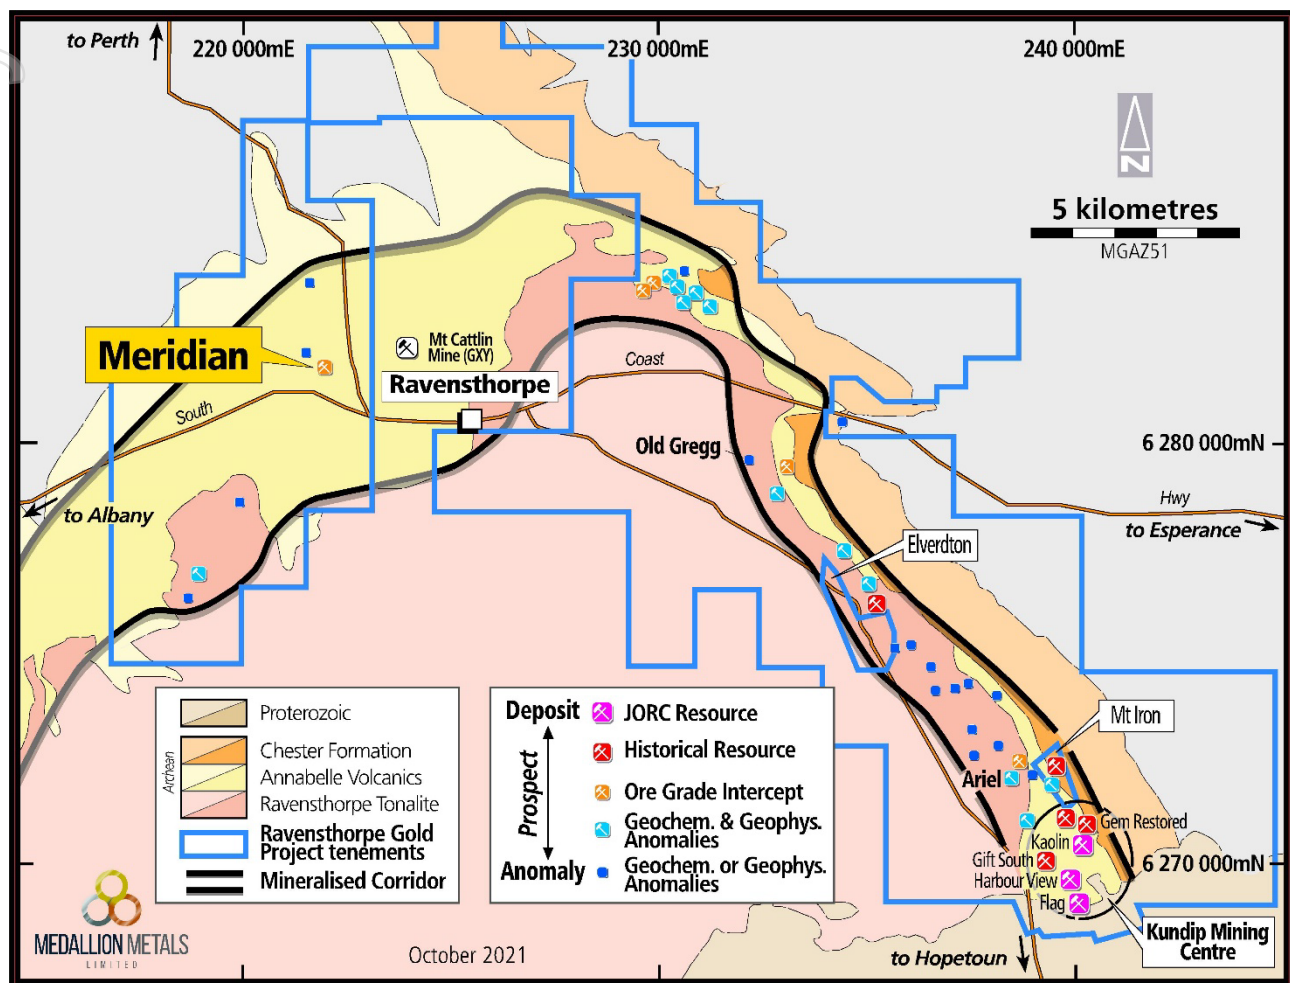 to Perth
220 000mE
230 000mE
240 000mE
N
5 kilometres
MGAZ51
Meridian
Mt Cattlin
Mine (GXY)
Ravensthorpe
Coast
South
Old Gregg
6 280 000mN
Hwy
to Albany
to Esperance
Elverdton
Proterozoic
Archean
Chester Formation
Annabelle Volcanics
Ravensthorpe Tonalite
Ravensthorpe Gold
Project tenements
Mineralised Corridor
Deposit
Prospect
Anomaly
JORC Resource
Historical Resource
Ore Grade Intercept
Geochem. & Geophys.
Anomalies
Geochem. or Geophys.
Anomalies
Mt Iron
Ariel
Gem Restored
Kaolin
Gift South
6 270 000mN
Harbour View
Flag
Kundip Mining
Centre
MEDALLION METALS
LIMITED
October 2021
to Hopetoun